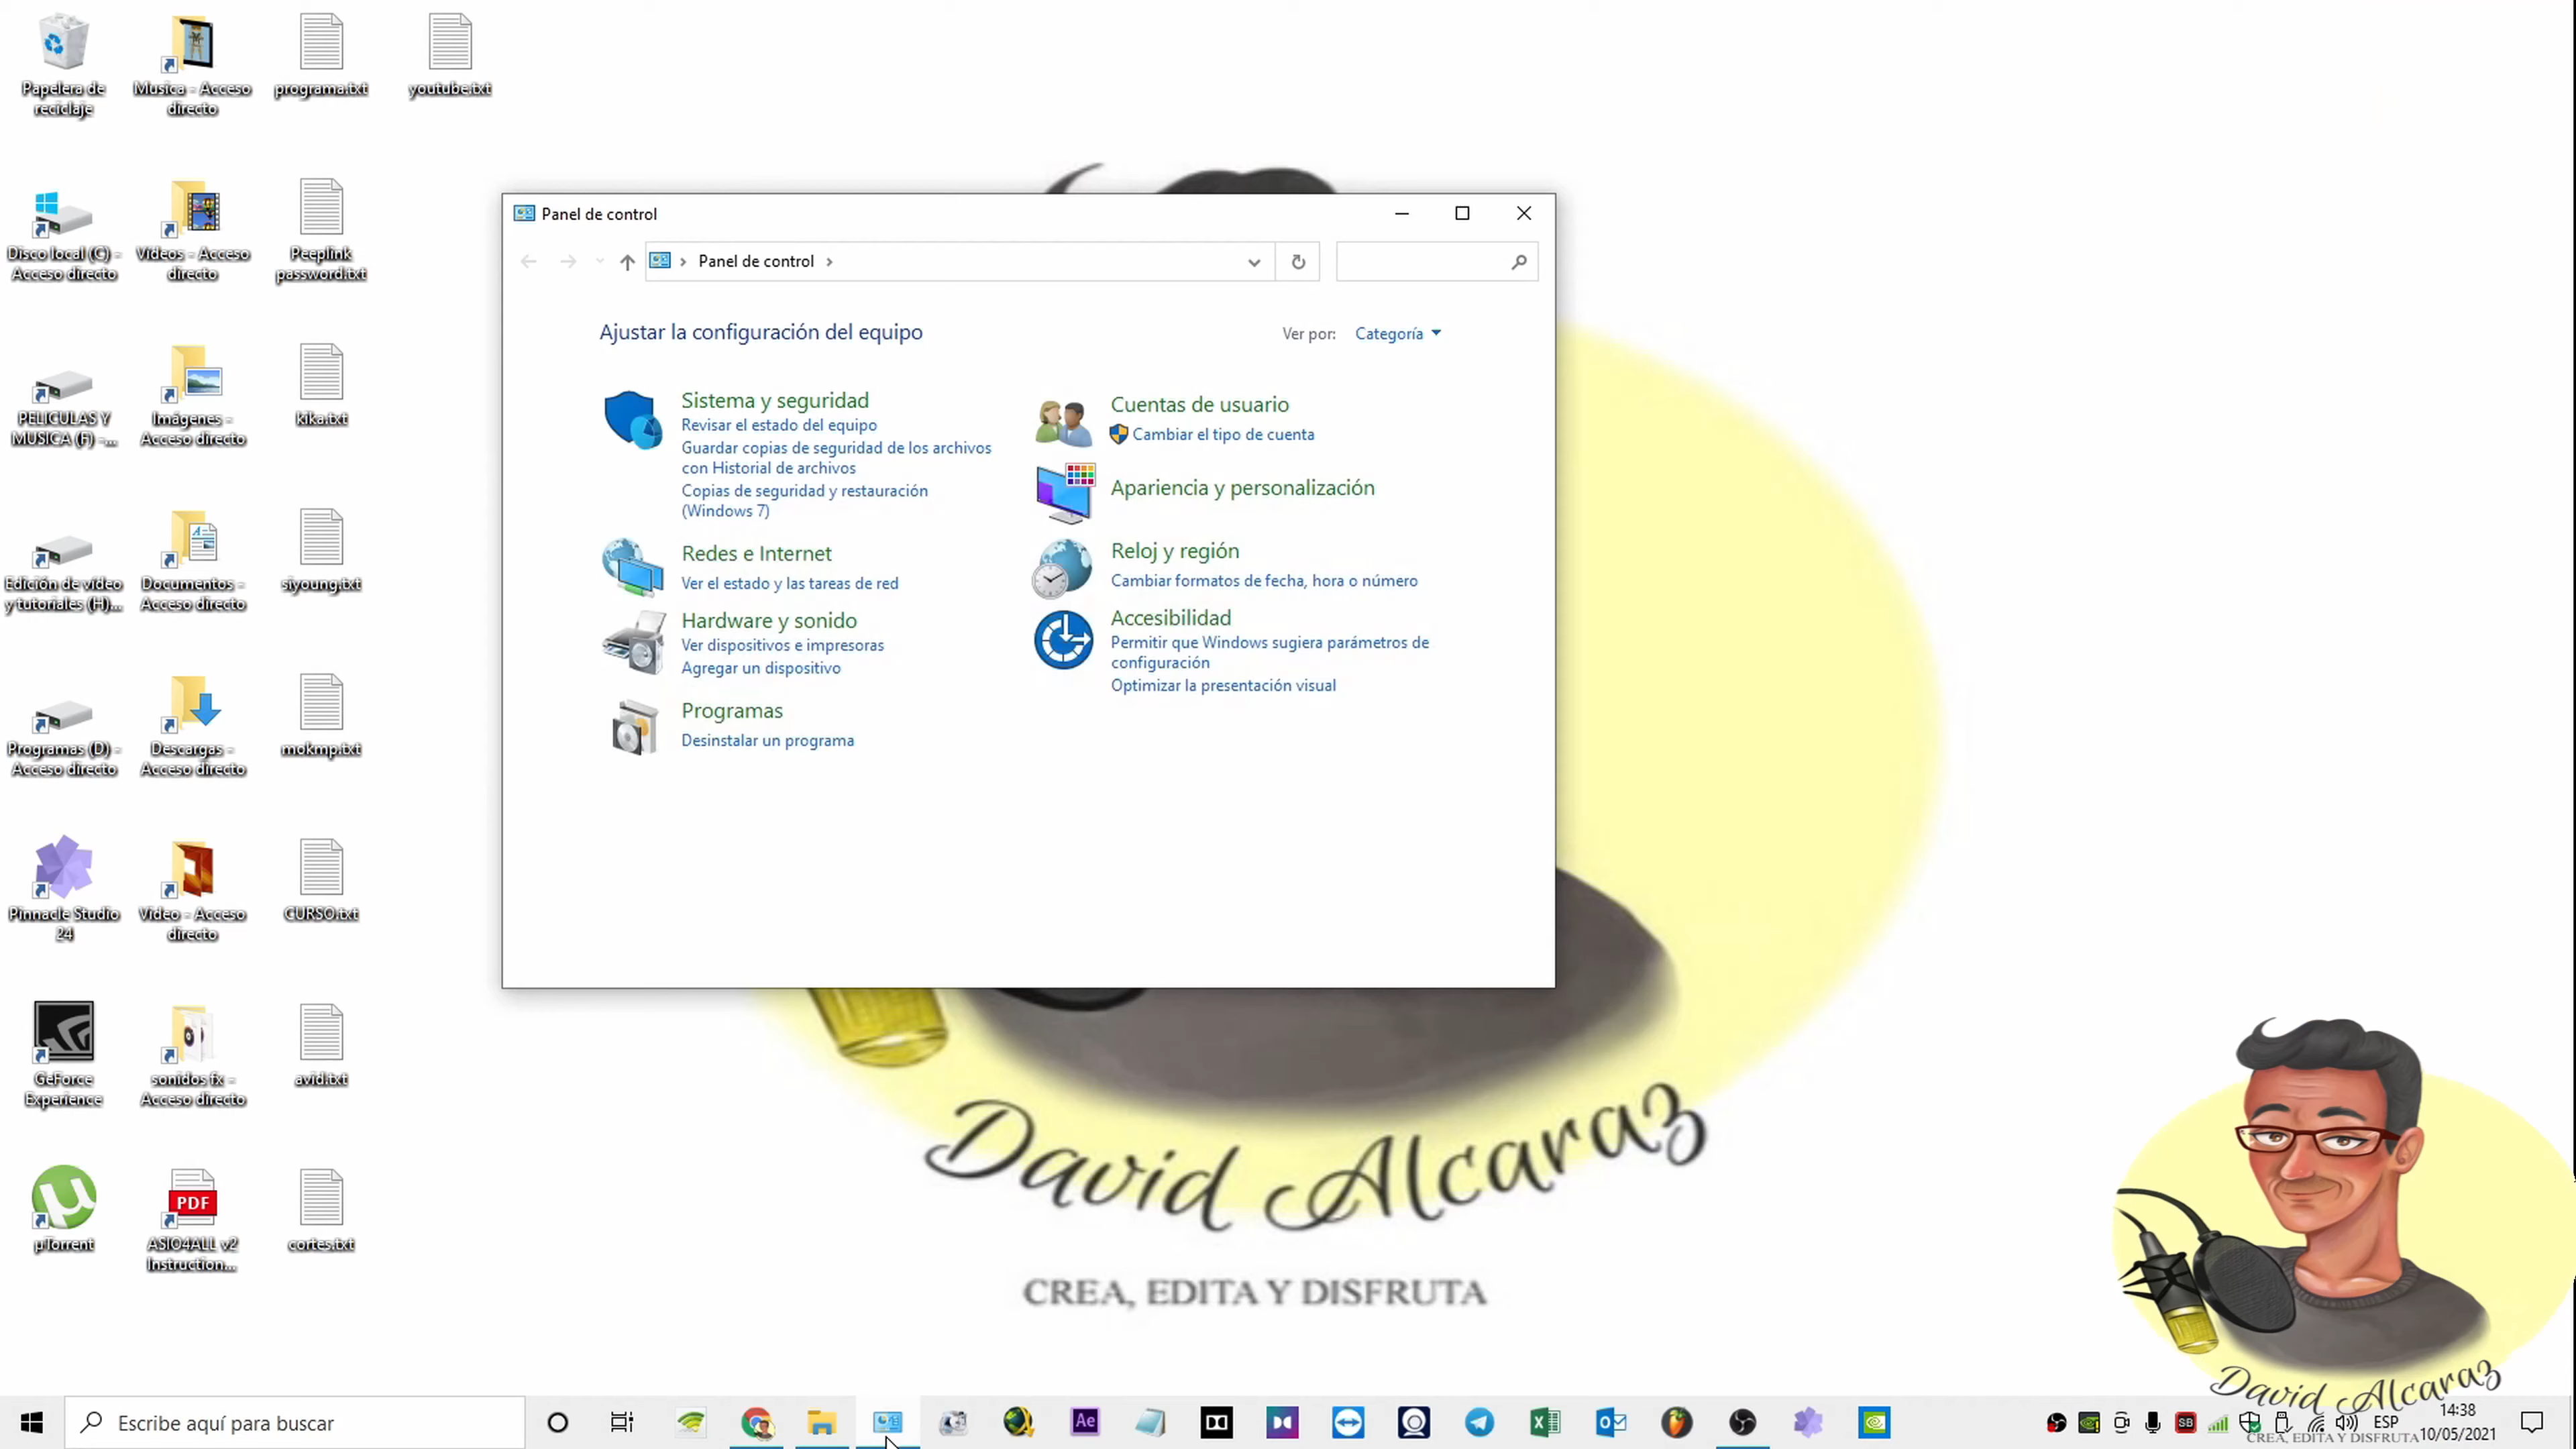 Papelera de
reciclaje
Musica - Acceso
directo
programa.txt
youtube.txt
Disco local (C) -
Acceso directo
Vídeos - Acceso
directo
Peeplink
password.txt
PELICULAS Y
MUSICA (F) -...
Imágenes -
Acceso directo
kika.txt
Edición de vídeo
y tutoriales (H)...
Documentos -
Acceso directo
siyoung.txt
Programas (D) -
Acceso directo
Descargas -
Acceso directo
mokmp.txt
Pinnacle Studio
24
Video - Acceso
directo
CURSO.txt
GeForce
Experience
sonidos fx -
Acceso directo
avid.txt
µTorrent
PDF
ASIO4ALL v2
Instruction...
cortes.txt
Panel de control
Panel de control
Ajustar la configuración del equipo
Ver por: Categoría
Sistema y seguridad
Revisar el estado del equipo
Guardar copias de seguridad de los archivos
con Historial de archivos
Copias de seguridad y restauración
(Windows 7)
Redes e Internet
Ver el estado y las tareas de red
Hardware y sonido
Ver dispositivos e impresoras
Agregar un dispositivo
Programas
Desinstalar un programa
Cuentas de usuario
Cambiar el tipo de cuenta
Apariencia y personalización
Reloj y región
Cambiar formatos de fecha, hora o número
Accesibilidad
Permitir que Windows sugiera parámetros de
configuración
Optimizar la presentación visual
David Alcaraz
CREA, EDITA Y DISFRUTA
David Alcaraz
CREA, EDITA Y DISFRUTA
Escribe aquí para buscar
Ae
SB
ESP
14:38
10/05/2021